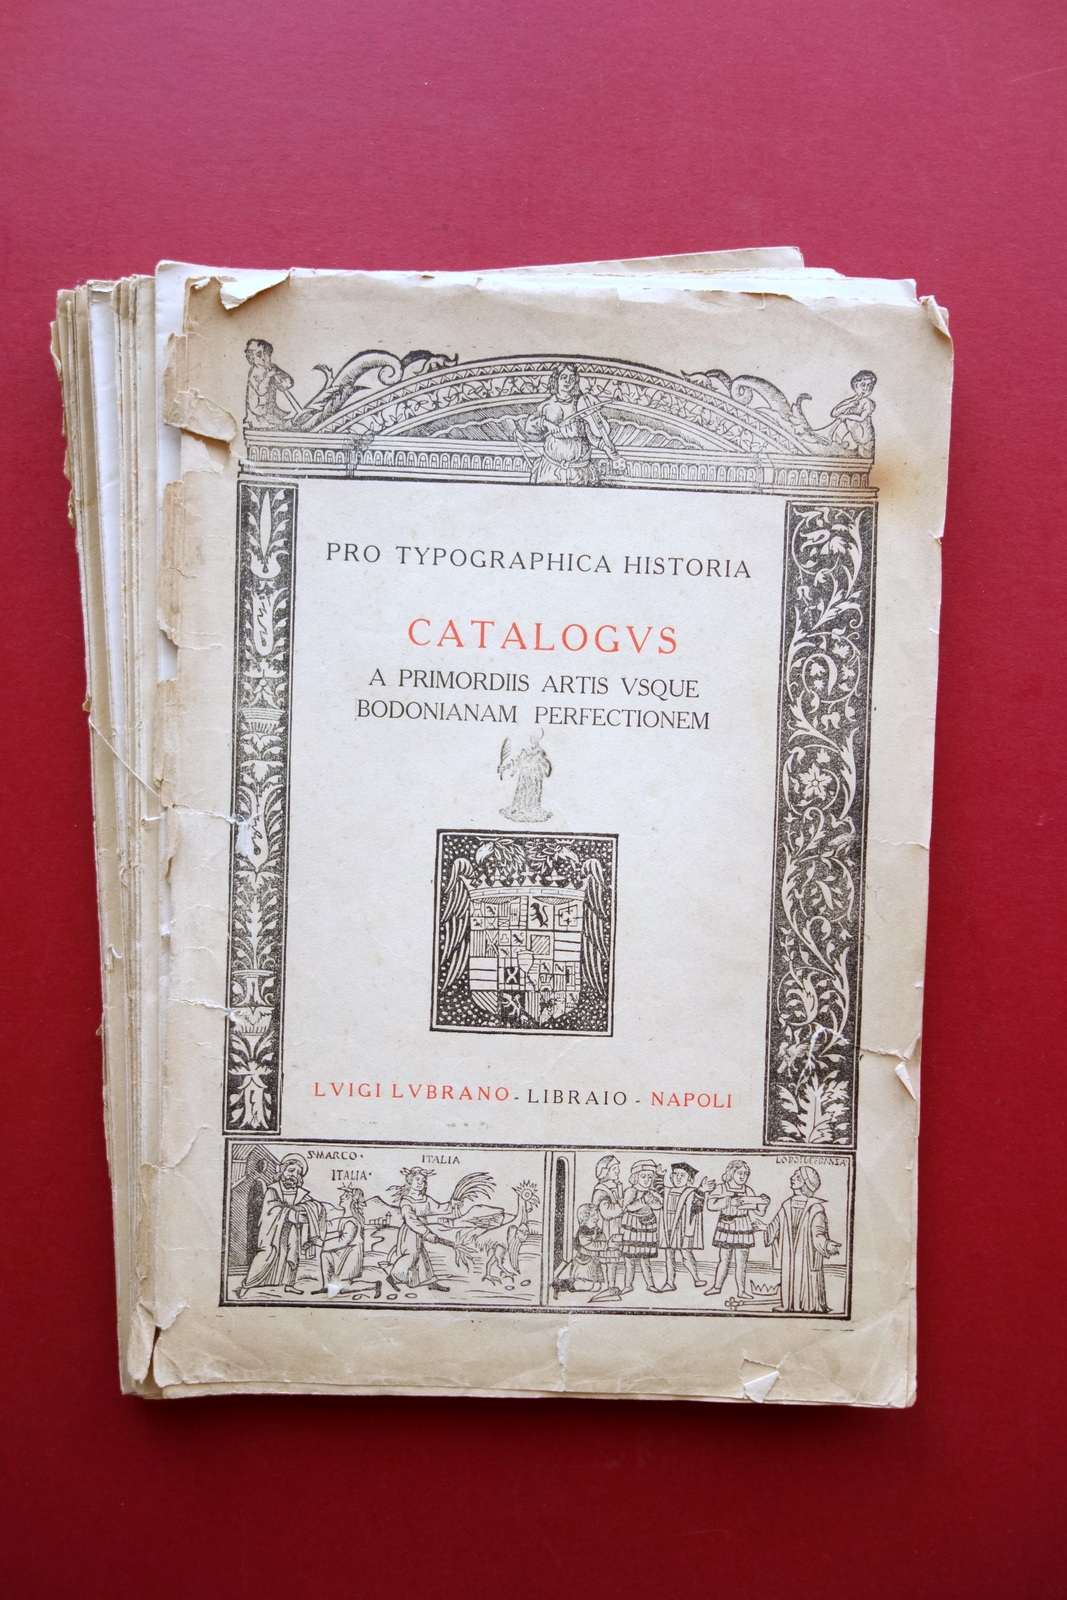 PRO TYPOGRAPHICA HISTORIA
CATALOGVS
A PRIMORDIIS ARTIS VSQUE
BODONIANAM PERFECTIONEM
LVIGI LVBRANO - LIBRAIO - NAPOLI
S·MARCO·
ITALIA·
ITALIA